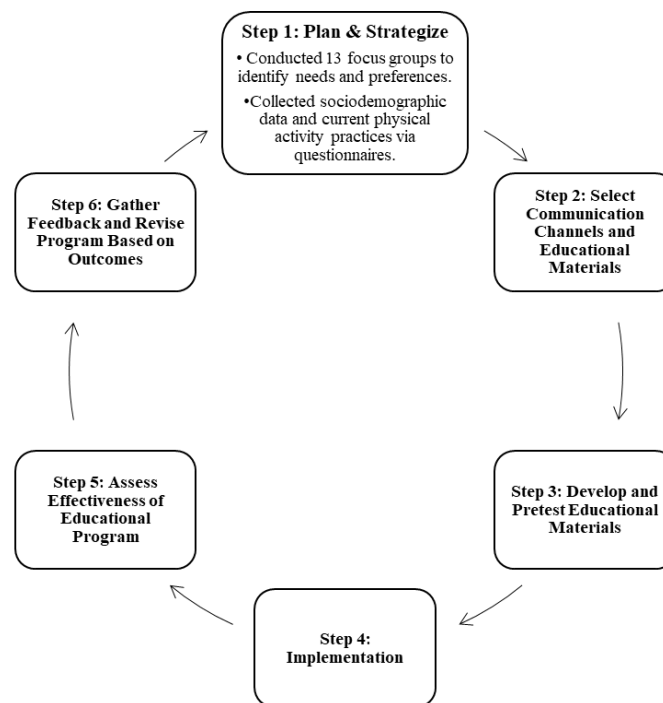 Step 1: Plan & Strategize
• Conducted 13 focus groups to
identify needs and preferences.
•Collected sociodemographic
data and current physical
activity practices via
questionnaires.
Step 2: Select
Communication
Channels and
Educational
Materials
Step 3: Develop and
Pretest Educational
Materials
Step 4:
Implementation
Step 5: Assess
Effectiveness of
Educational
Program
Step 6: Gather
Feedback and Revise
Program Based on
Outcomes